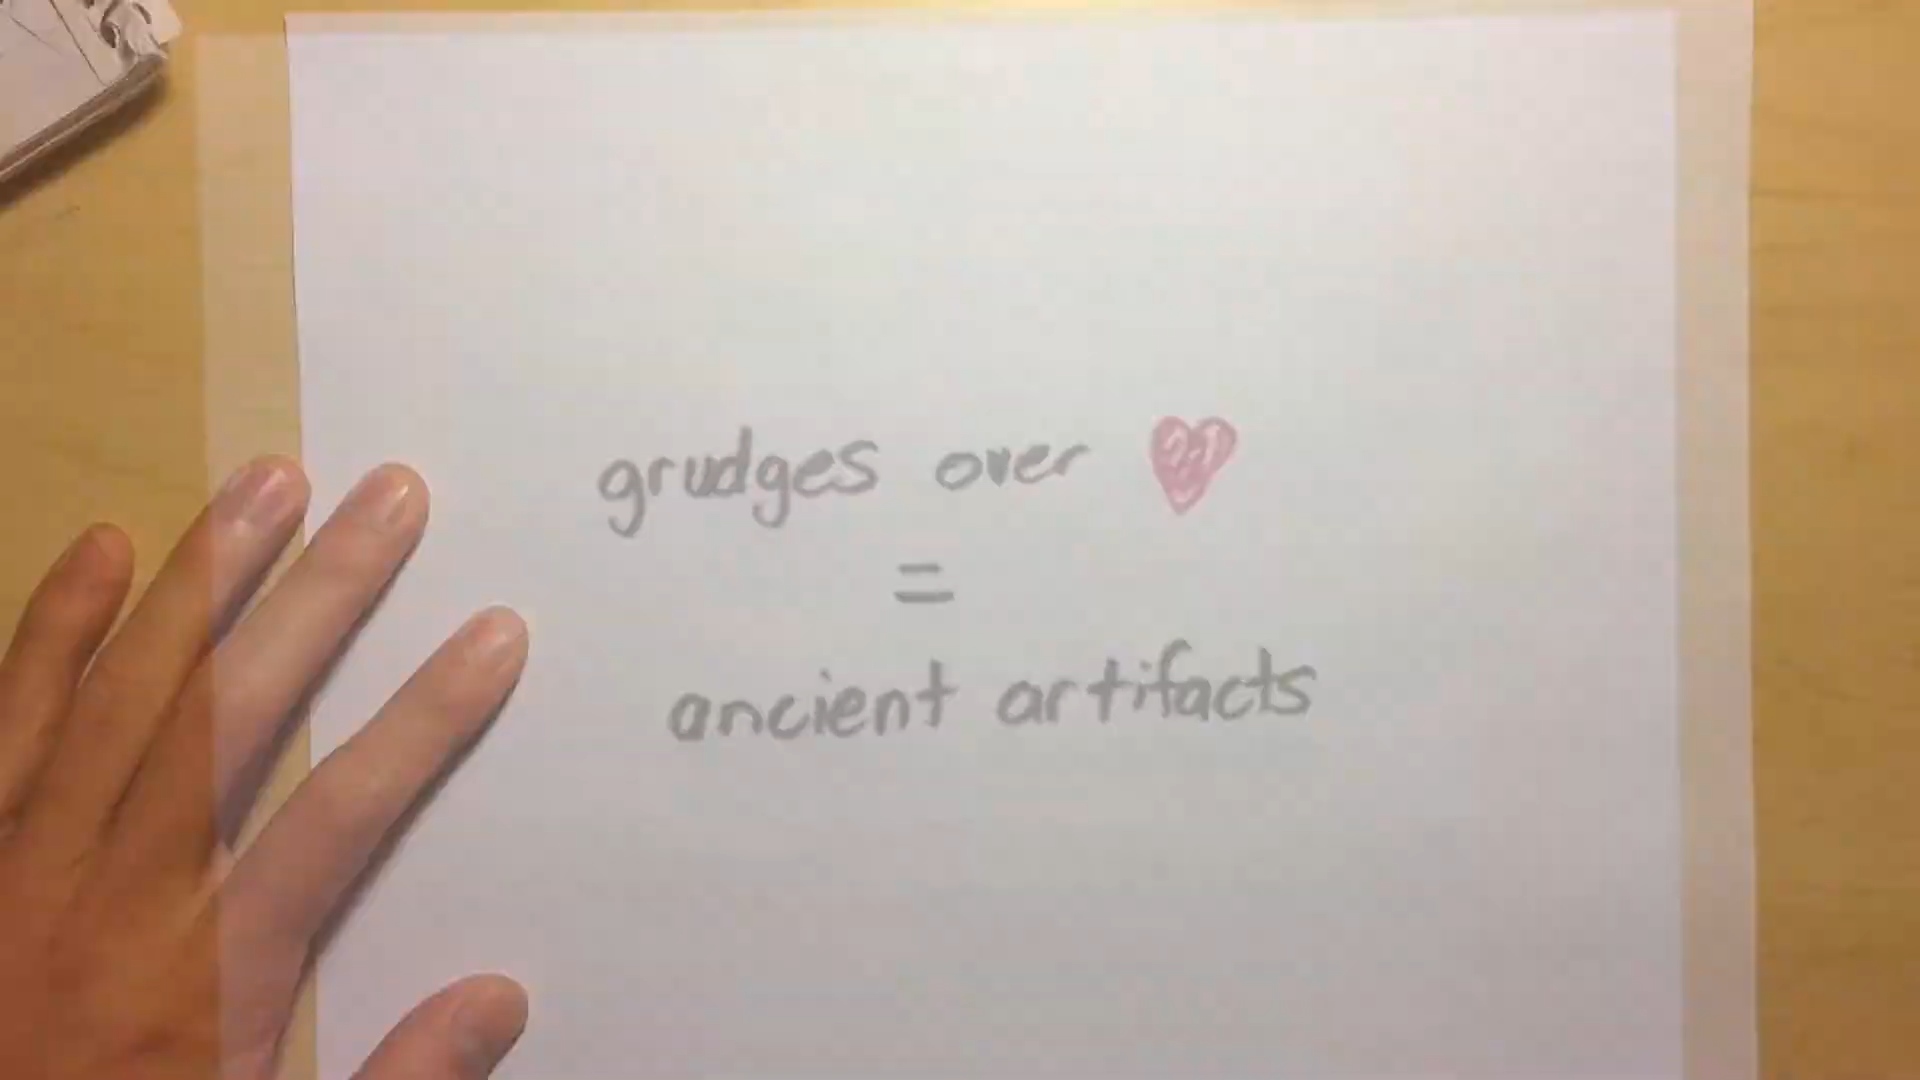 grudges over ❤
=
ancient artifacts